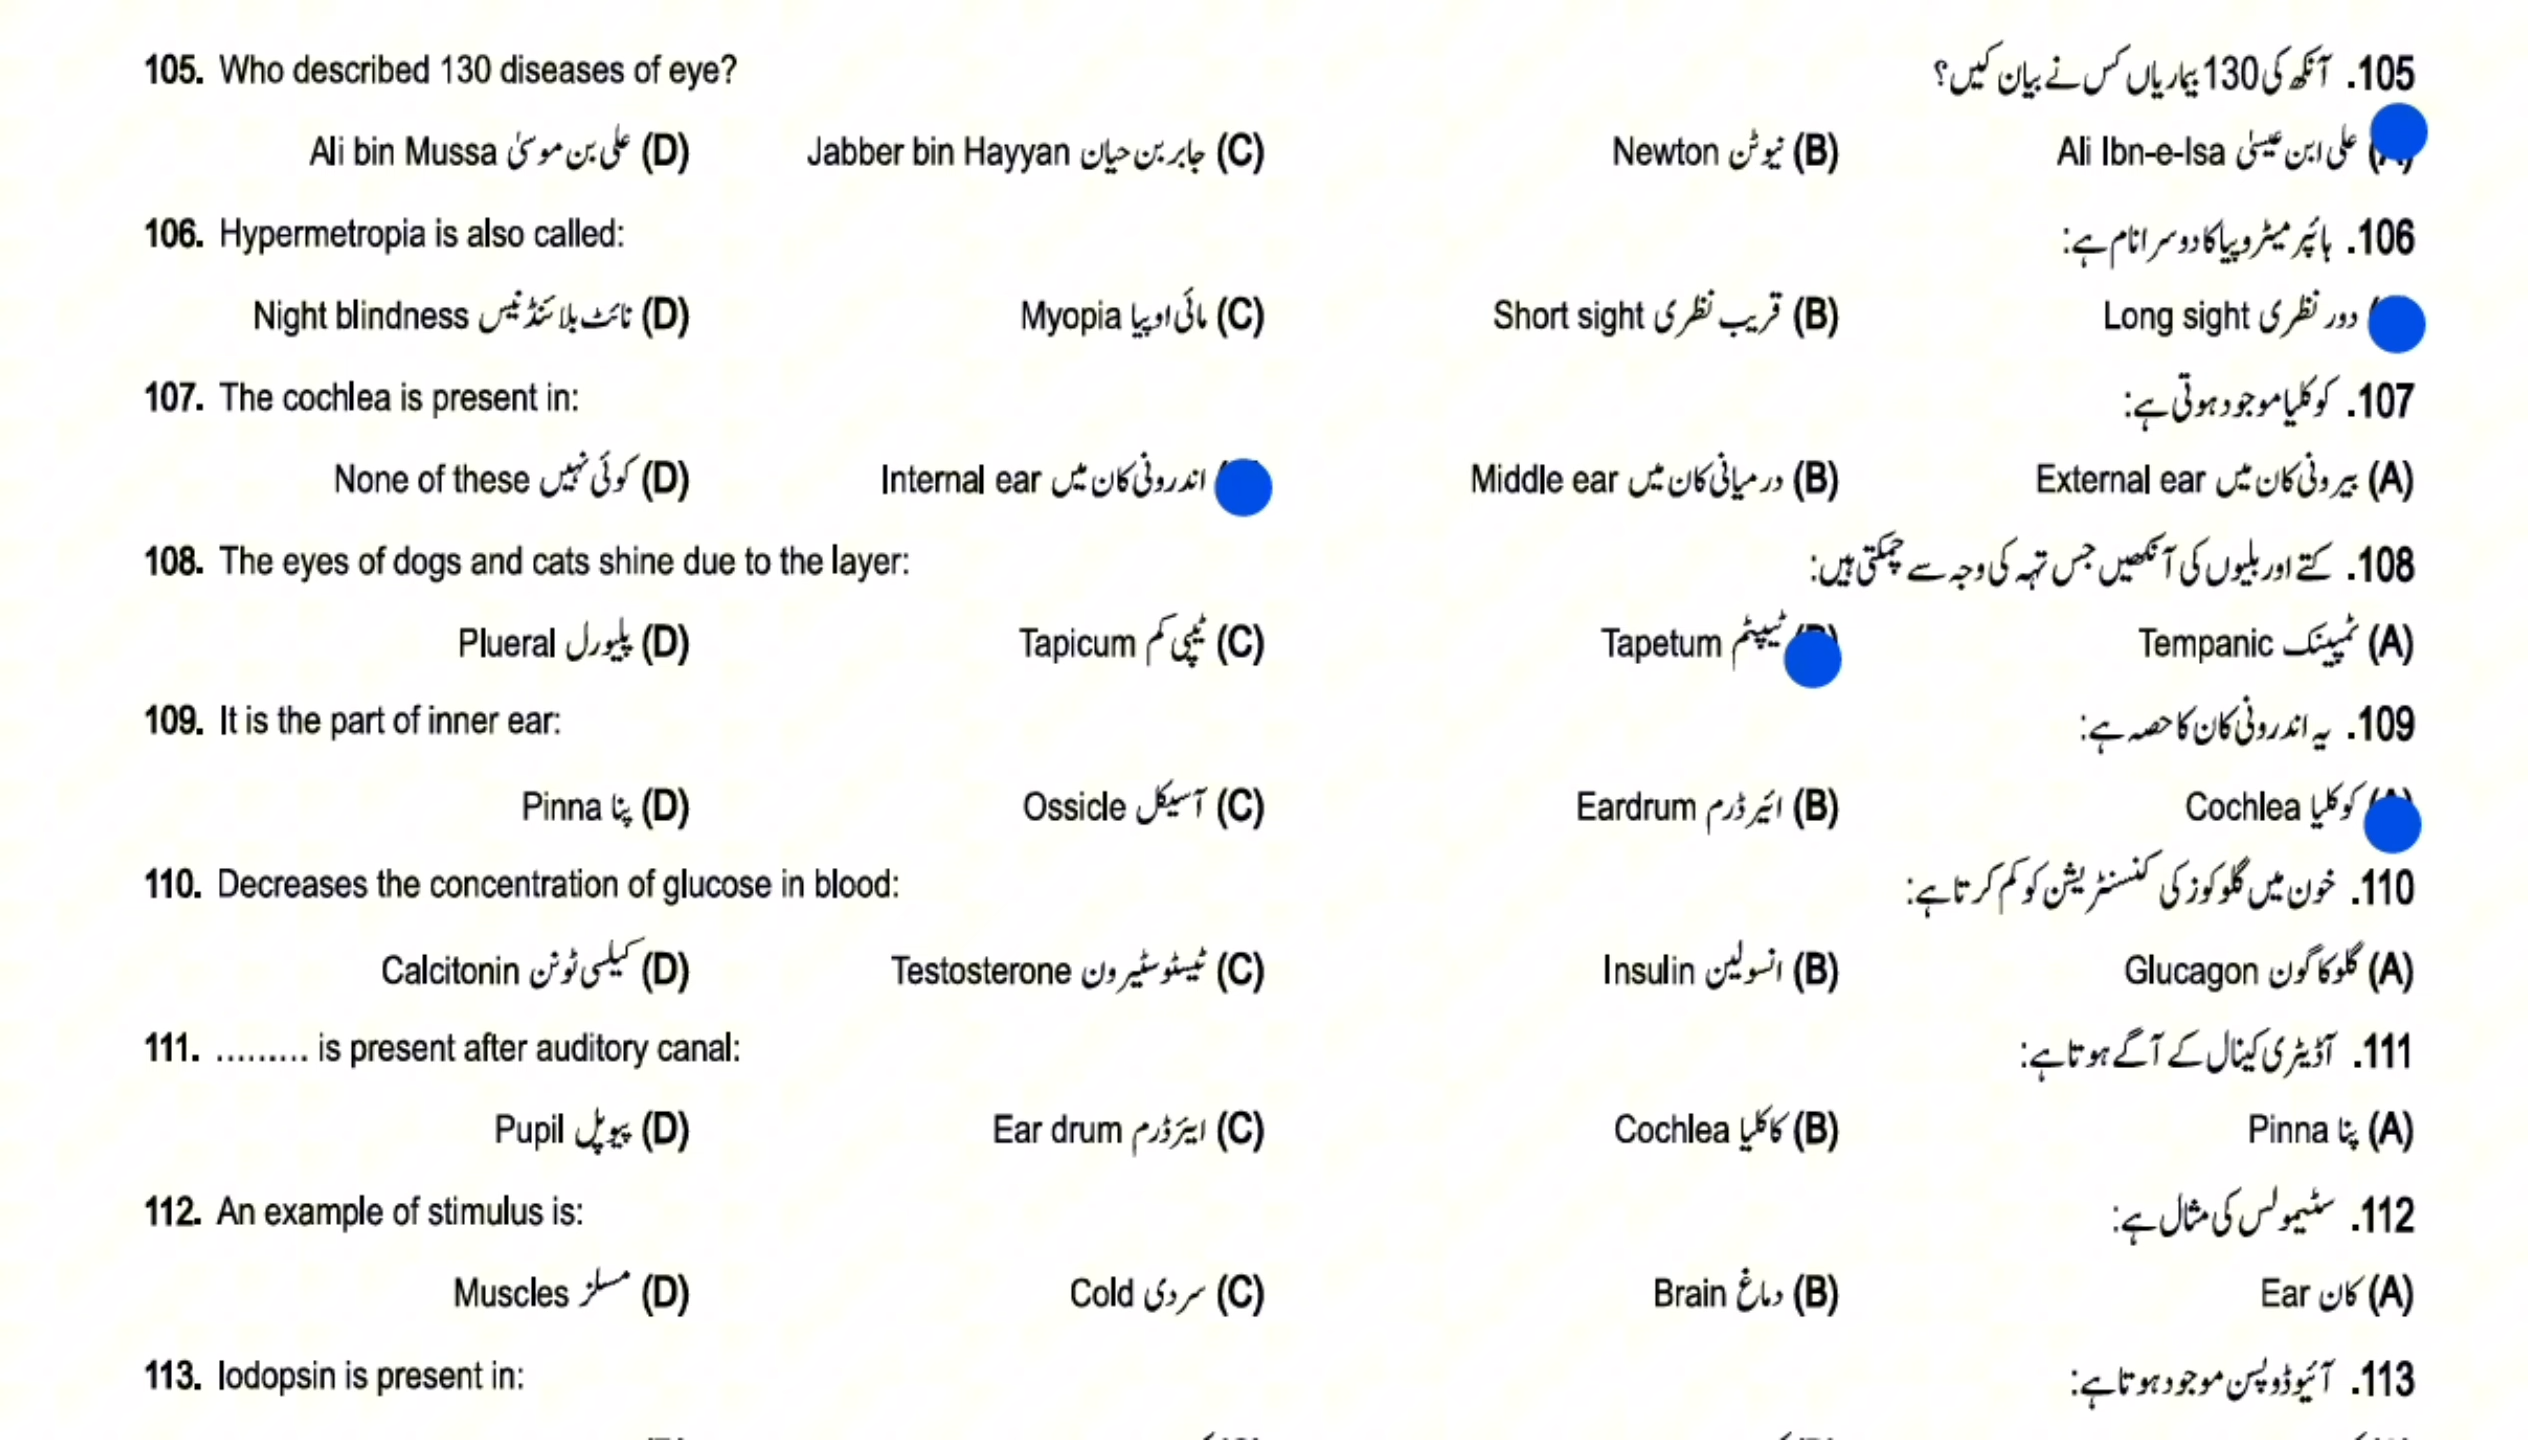 105. Who described 130 diseases of eye? 105. آنکھ کی 130 بیماریاں کس نے بیان کیں؟
Ali bin Mussa علی بن موسیٰ (D) Jabber bin Hayyan جابر بن حیان (C) Newton نیوٹن (B) Ali Ibn-e-Isa علی ابن عیسیٰ
106. Hypermetropia is also called: 106. ہائپر میٹروپیا کا دوسرا نام ہے:
Night blindness نائٹ بلائنڈنیس (D) Myopia مائی اوپیا (C) Short sight قریب نظری (B) Long sight دور نظری
107. The cochlea is present in: 107. کوکلیا موجود ہوتی ہے:
None of these کوئی نہیں (D) Internal ear اندرونی کان میں Middle ear درمیانی کان میں (B) External ear بیرونی کان میں (A)
108. The eyes of dogs and cats shine due to the layer: 108. کتے اور بلیوں کی آنکھیں جس تہہ کی وجہ سے چمکتی ہیں:
Plueral پلیورل (D) Tapicum ٹیپی کم (C) Tapetum ٹیپیٹم Tempanic ٹمپینک (A)
109. It is the part of inner ear: 109. یہ اندرونی کان کا حصہ ہے:
Pinna پنا (D) Ossicle آسیکل (C) Eardrum ائیر ڈرم (B) Cochlea کوکلیا
110. Decreases the concentration of glucose in blood: 110. خون میں گلوکوز کی کنسنٹریشن کو کم کرتا ہے:
Calcitonin کیلسی ٹونن (D) Testosterone ٹیسٹوسٹیرون (C) Insulin انسولین (B) Glucagon گلوکاگون (A)
111. ......... is present after auditory canal: 111. آڈیٹری کینال کے آگے ہوتا ہے:
Pupil پیوپل (D) Ear drum ایئر ڈرم (C) Cochlea کاکلیا (B) Pinna پنا (A)
112. An example of stimulus is: 112. سٹیمولس کی مثال ہے:
Muscles مسلز (D) Cold سردی (C) Brain دماغ (B) Ear کان (A)
113. Iodopsin is present in: 113. آئیوڈوپسن موجود ہوتا ہے: